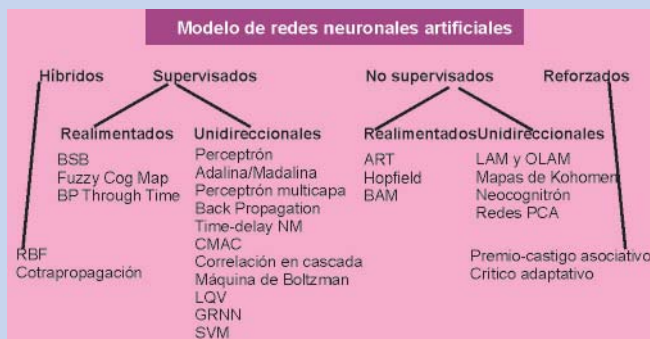 Modelo de redes neuronales artificiales
Híbridos
Supervisados
No supervisados
Reforzados
Realimentados
BSB
Fuzzy Cog Map
BP Through Time
Unidireccionales
Perceptrón
Adalina/Madalina
Perceptrón multicapa
Back Propagation
Time-delay NM
CMAC
Correlación en cascada
Máquina de Boltzman
LQV
GRNN
SVM
Realimentados
ART
Hopfield
BAM
Unidireccionales
LAM y OLAM
Mapas de Kohomen
Neocognitrón
Redes PCA
RBF
Cotrapropagación
Premio-castigo asociativo
Critico adaptativo